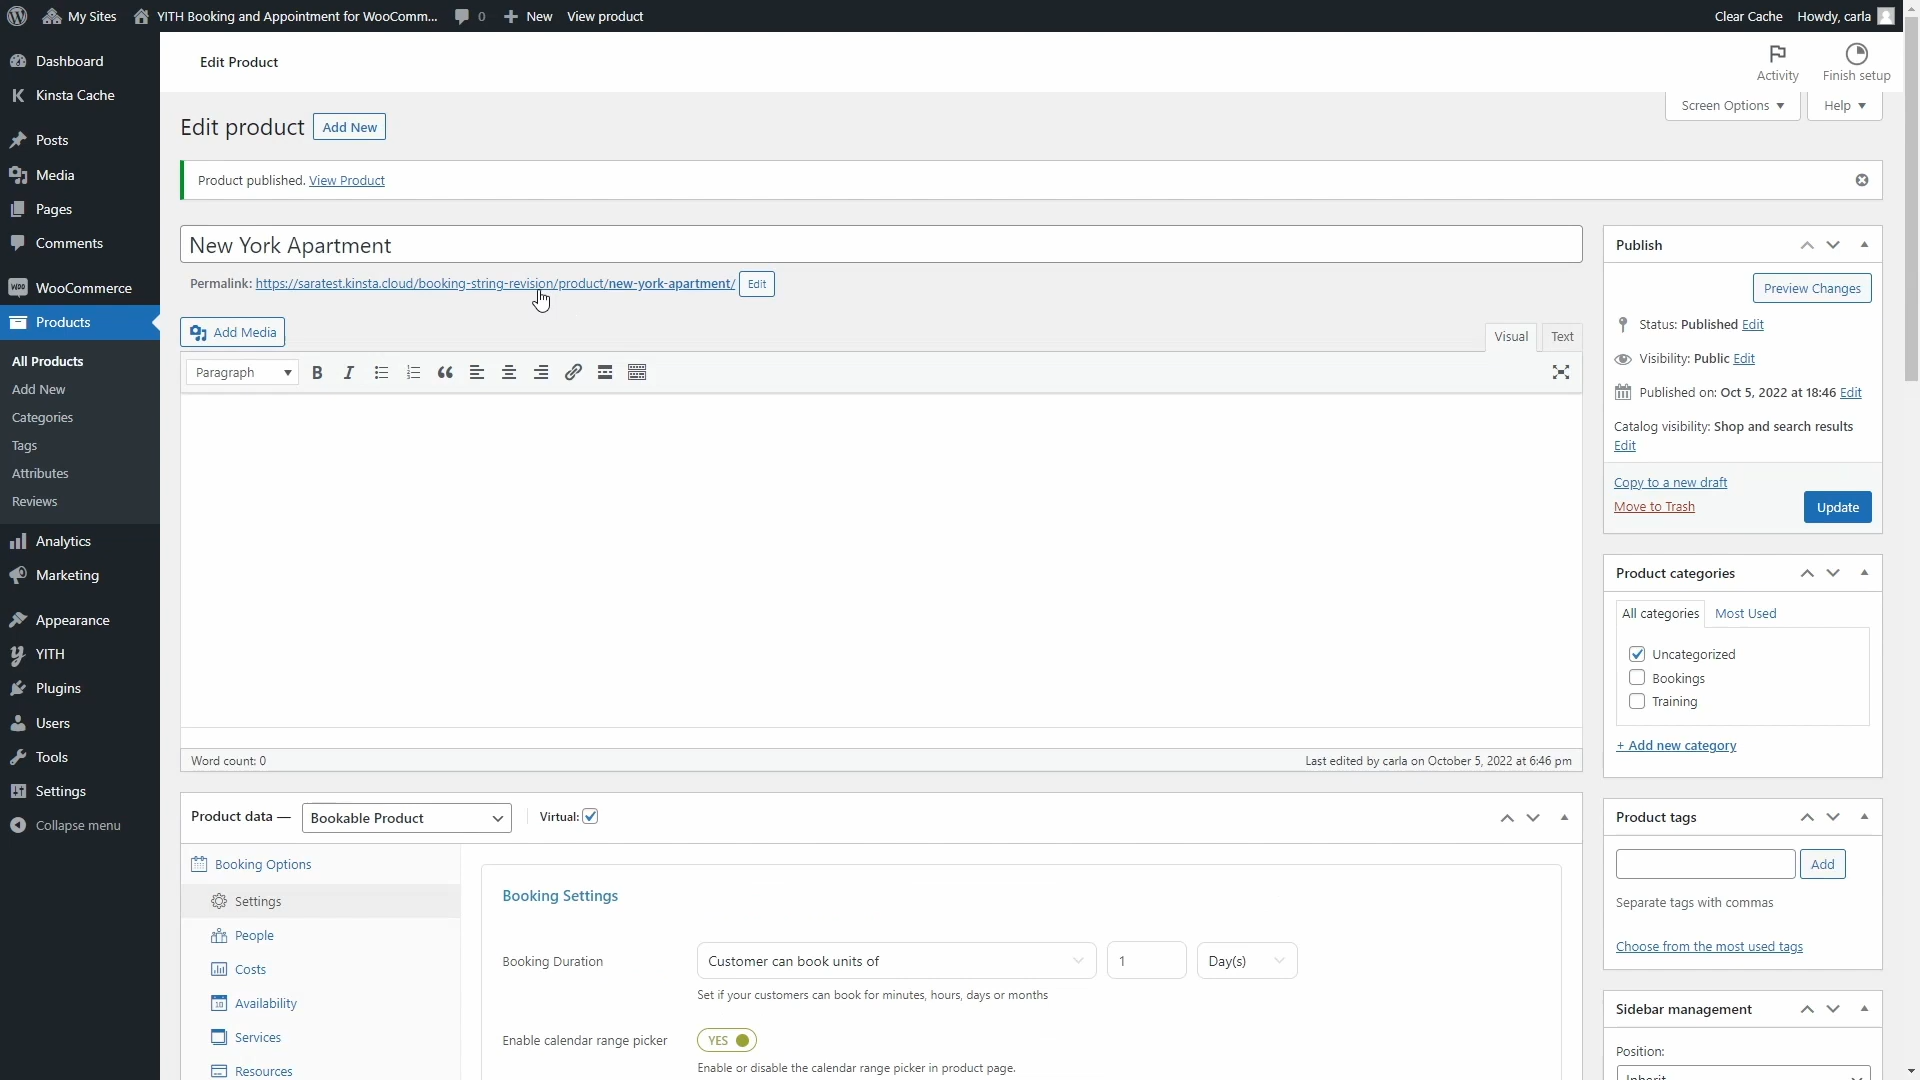 My Sites YITH Booking and Appointment for WooComm... 0 New View product Clear Cache Howdy, carla
Dashboard
Kinsta Cache
Posts
Media
Pages
Comments
WooCommerce
Products
All Products
Add New
Categories
Tags
Attributes
Reviews
Analytics
Marketing
Appearance
YITH
Plugins
Users
Tools
Settings
Collapse menu
Edit Product
Activity
Finish setup
Screen Options
Help
Edit product Add New
Product published. View Product
New York Apartment
Permalink: https://saratest.kinsta.cloud/booking-string-revision/product/new-york-apartment/ Edit
Add Media
Visual Text
Paragraph
Word count: 0
Last edited by carla on October 5, 2022 at 6:46 pm
Product data — Bookable Product Virtual:
Booking Options
Settings
People
Costs
Availability
Services
Resources
Booking Settings
Booking Duration Customer can book units of 1 Day(s)
Set if your customers can book for minutes, hours, days or months
Enable calendar range picker YES
Enable or disable the calendar range picker in product page.
Publish
Preview Changes
Status: Published Edit
Visibility: Public Edit
Published on: Oct 5, 2022 at 18:46 Edit
Catalog visibility: Shop and search results
Edit
Copy to a new draft
Move to Trash
Update
Product categories
All categories Most Used
Uncategorized
Bookings
Training
+ Add new category
Product tags
Add
Separate tags with commas
Choose from the most used tags
Sidebar management
Position:
Inherit